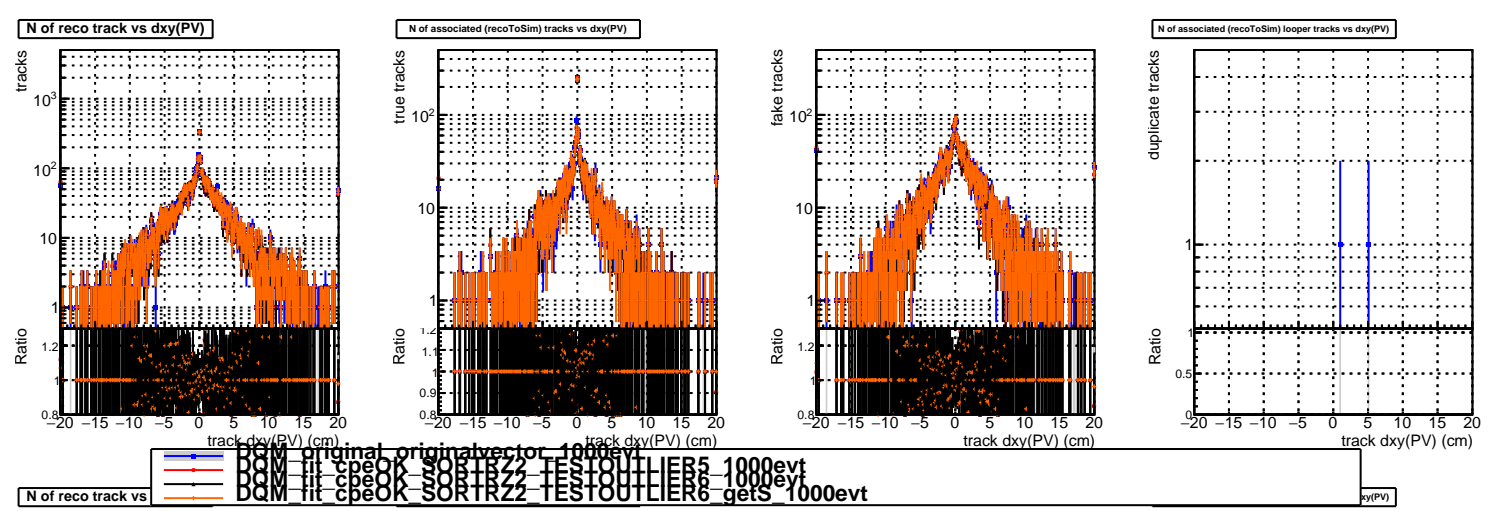 N of reco track vs dxy(PV)
N of associated (recoToSim) tracks vs dxy(PV)
N of associated (recoToSim) looper tracks vs dxy(PV)
tracks
10³
10²
10
1
Ratio
1.2
1
0.8
−20 −15 −10 −5 0 5 10 15 20
track dxy(PV) (cm)
true tracks
10²
10
1
Ratio
1.2
1.1
1
0.9
0.8
−20 −15 −10 −5 0 5 10 15 20
track dxy(PV) (cm)
fake tracks
10²
10
1
Ratio
1.2
1
0.8
−20 −15 −10 −5 0 5 10 15 20
track dxy(PV) (cm)
duplicate tracks
1
Ratio
1
0.5
0
−20 −15 −10 −5 0 5 10 15 20
track dxy(PV) (cm)
DQM_original_originalvector_1000evt
DQM_fit_cpeOK_SORTRZ2_TESTOUTLIER5_1000evt
DQM_fit_cpeOK_SORTRZ2_TESTOUTLIER6_1000evt
DQM_fit_cpeOK_SORTRZ2_TESTOUTLIER6_getS_1000evt
N of reco track vs
xy(PV)